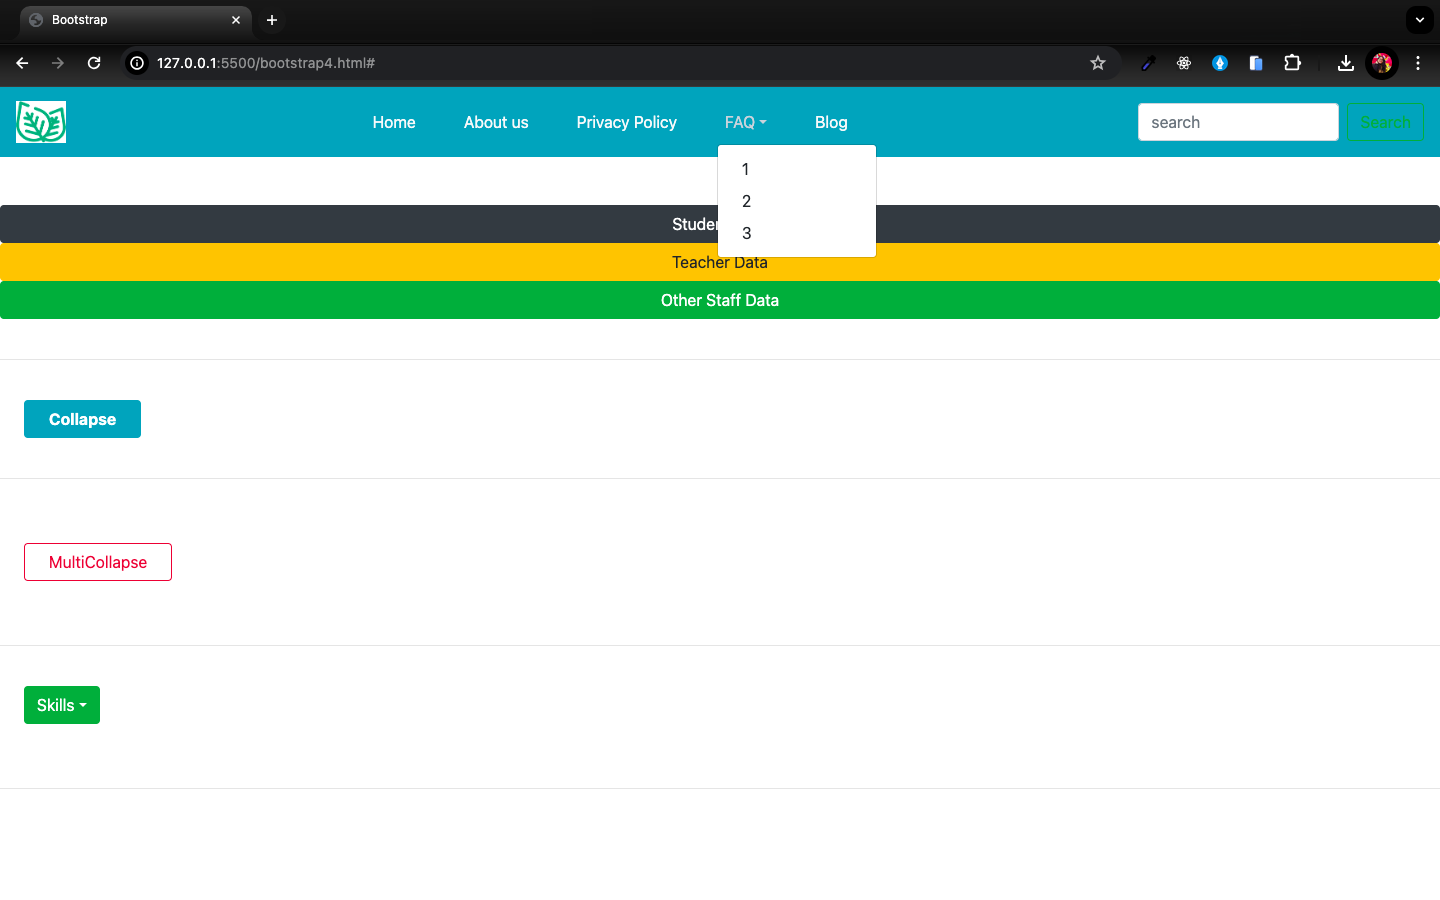 Bootstrap
127.0.0.1:5500/bootstrap4.html#
Home About us Privacy Policy FAQ Blog search Search
1
2
3
Teacher Data
Other Staff Data
Collapse
MultiCollapse
Skills